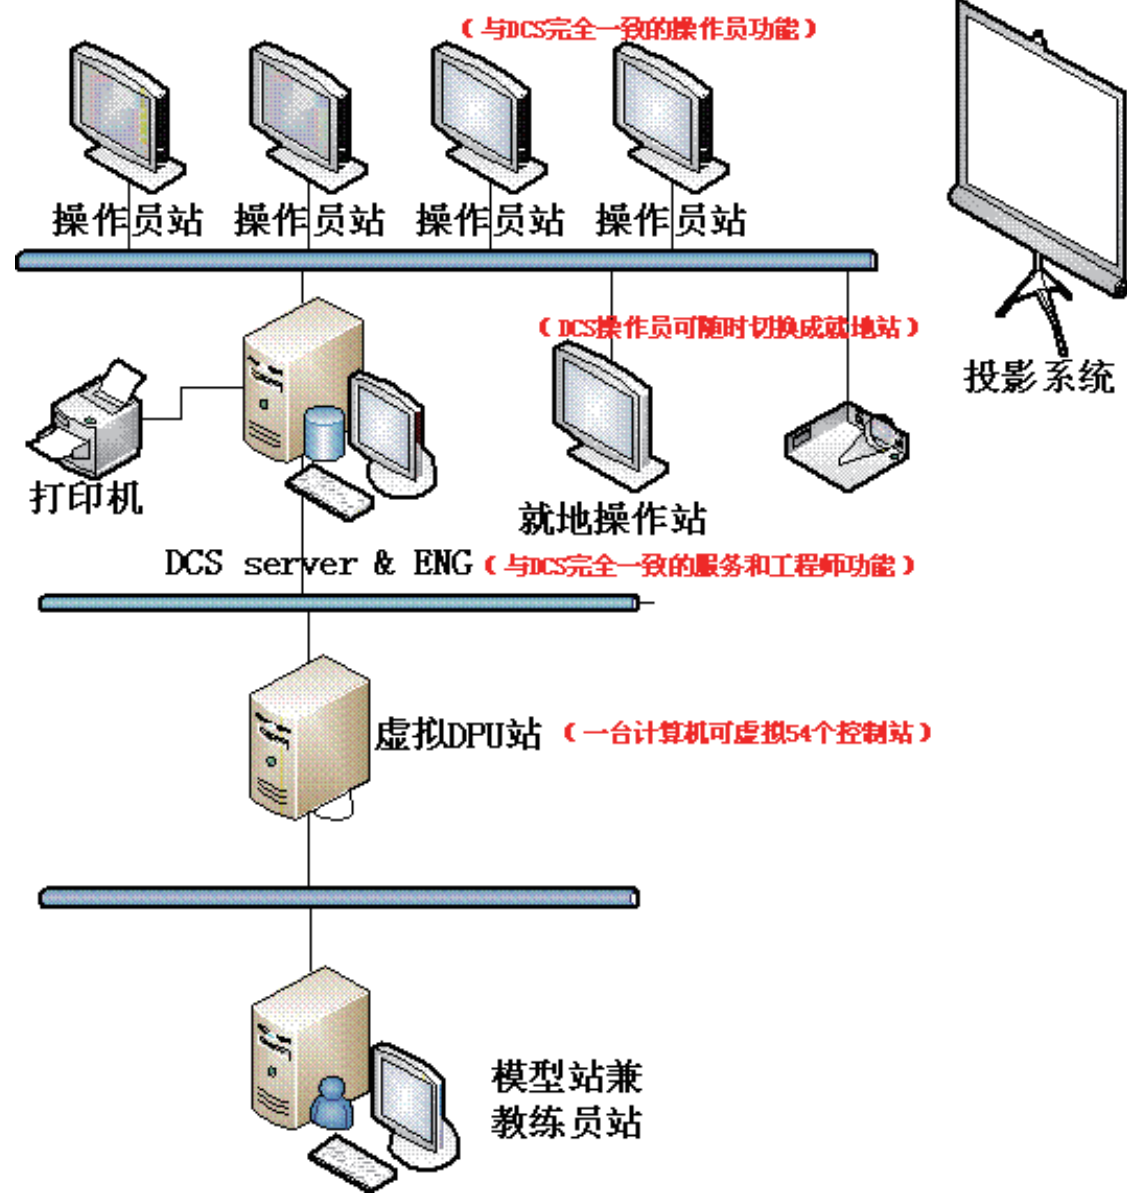 （与DCS完全一致的操作员功能）
操作员站 操作员站 操作员站 操作员站
（DCS操作员可随时切换成就地站）
投影系统
打印机
就地操作站
DCS server & ENG（与DCS完全一致的服务和工程师功能）
虚拟DPU站（一台计算机可虚拟54个控制站）
模型站兼
教练员站